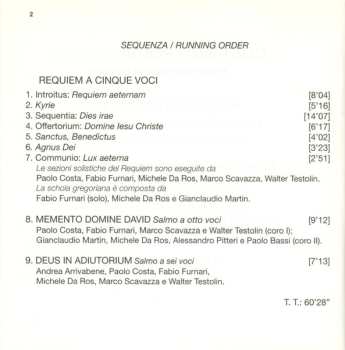 2
SEQUENZA / RUNNING ORDER
REQUIEM A CINQUE VOCI
1. Introitus: Requiem aeternam [8'04]
2. Kyrie [5'16]
3. Sequentia: Dies irae [14'07]
4. Offertorium: Domine Iesu Christe [6'17]
5. Sanctus, Benedictus [4'02]
6. Agnus Dei [3'23]
7. Communio: Lux aeterna [2'51]
Le sezioni solistiche del Requiem sono eseguite da
Paolo Costa, Fabio Furnari, Michele Da Ros, Marco Scavazza, Walter Testolin.
La schola gregoriana è composta da
Fabio Furnari (solo), Michele Da Ros e Gianclaudio Martin.
8. MEMENTO DOMINE DAVID Salmo a otto voci [9'12]
Paolo Costa, Fabio Furnari, Marco Scavazza e Walter Testolin (coro I);
Gianclaudio Martin, Michele Da Ros, Alessandro Pitteri e Paolo Bassi (coro II).
9. DEUS IN ADIUTORIUM Salmo a sei voci [7'13]
Andrea Arrivabene, Paolo Costa, Fabio Furnari,
Michele Da Ros, Marco Scavazza e Walter Testolin.
T. T.: 60'28"